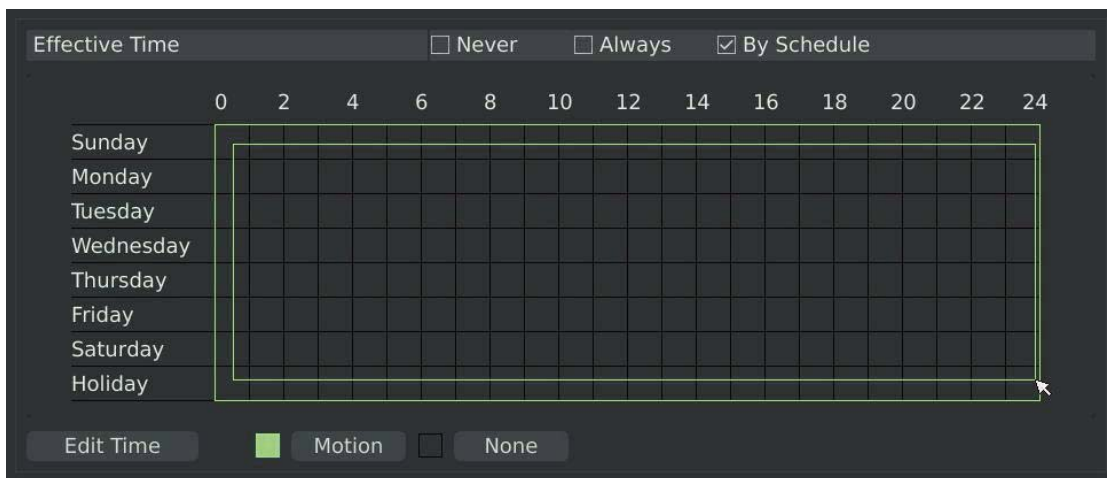 Effective Time Never Always By Schedule
0 2 4 6 8 10 12 14 16 18 20 22 24
Sunday
Monday
Tuesday
Wednesday
Thursday
Friday
Saturday
Holiday
Edit Time Motion None